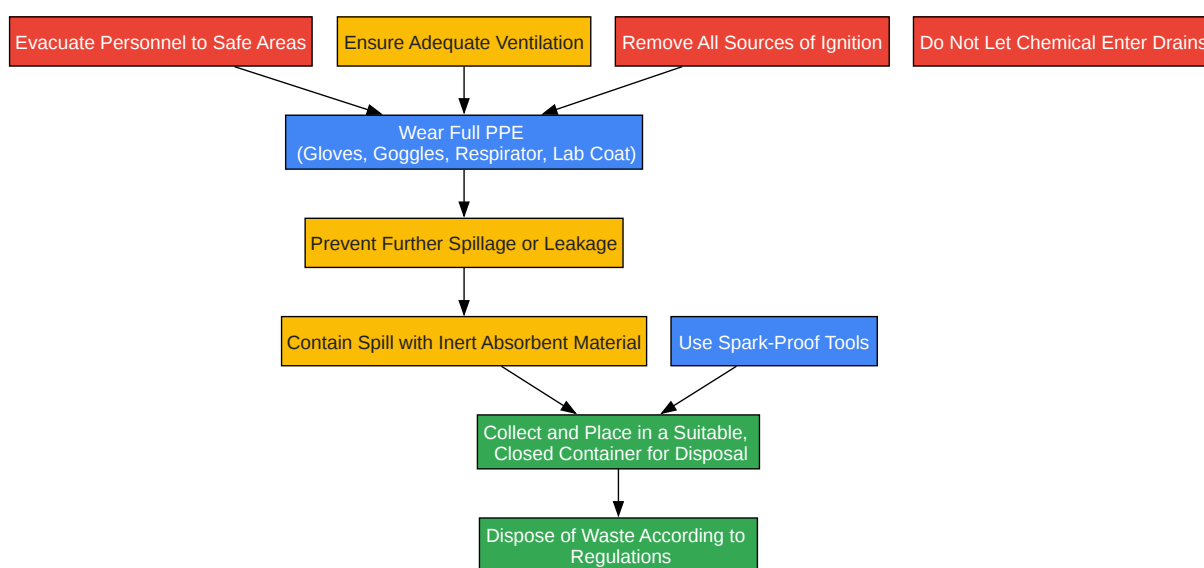 Evacuate Personnel to Safe Areas
Ensure Adequate Ventilation
Remove All Sources of Ignition
Do Not Let Chemical Enter Drains
Wear Full PPE
(Gloves, Goggles, Respirator, Lab Coat)
Prevent Further Spillage or Leakage
Contain Spill with Inert Absorbent Material
Use Spark-Proof Tools
Collect and Place in a Suitable,
Closed Container for Disposal
Dispose of Waste According to
Regulations